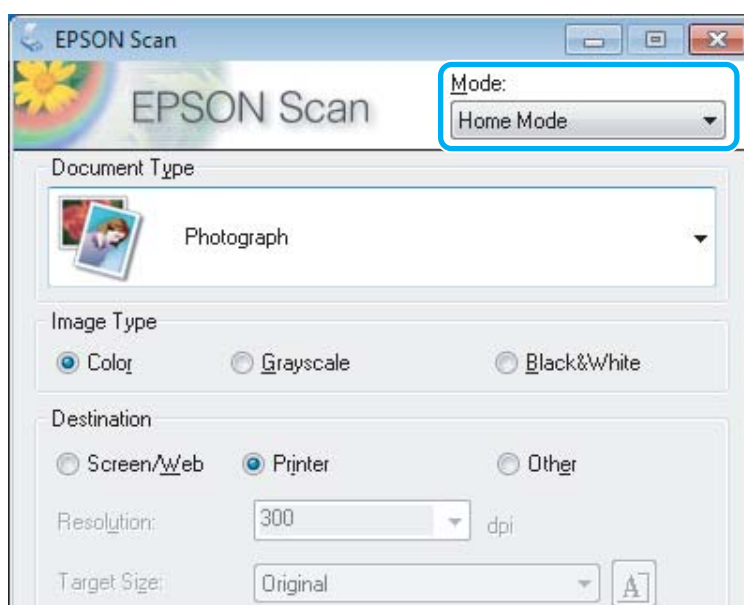 EPSON Scan
EPSON Scan
Mode:
Home Mode
Document Type
Photograph
Image Type
Color Grayscale Black&White
Destination
Screen/Web Printer Other
Resolution: 300 dpi
Target Size: Original A